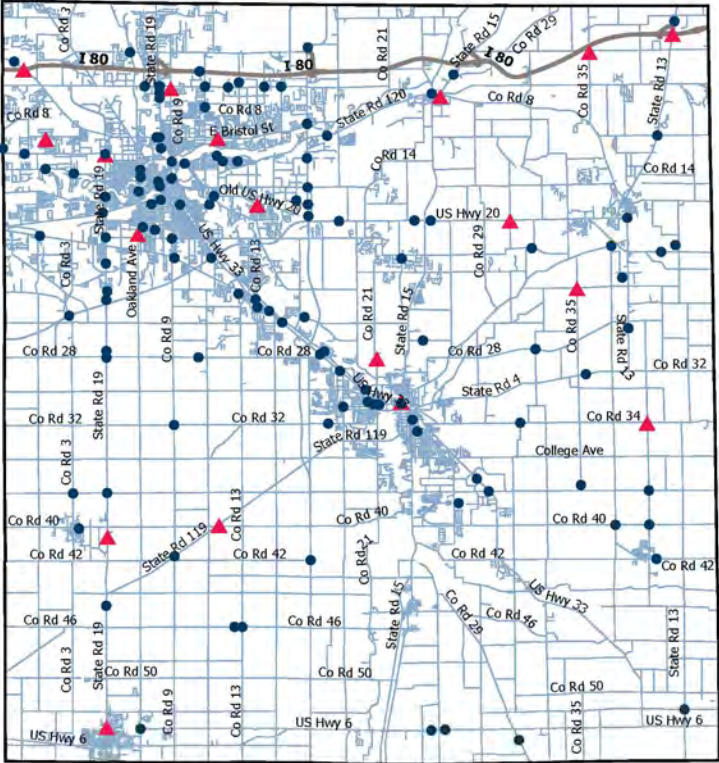 Co Rd 3
State Rd 19
Co Rd 21
State Rd 15
Co Rd 29
I 80
I 80
I 80
Co Rd 35
State Rd 13
Co Rd 8
Co Rd 9
Co Rd 8
Co Rd 8
State Rd 120
E Bristol St
Co Rd 14
Co Rd 14
State Rd 19
Old US Hwy 20
US Hwy 20
Co Rd 3
Oakland Ave
US Hwy 33
Co Rd 13
Co Rd 29
Co Rd 21
State Rd 15
Co Rd 35
State Rd 13
Co Rd 28
Co Rd 9
Co Rd 28
Co Rd 28
Co Rd 32
State Rd 19
US Hwy 33
State Rd 4
Co Rd 32
Co Rd 32
Co Rd 34
State Rd 119
College Ave
Co Rd 3
Co Rd 13
Co Rd 40
Co Rd 40
Co Rd 40
State Rd 119
Co Rd 42
Co Rd 42
Co Rd 21
Co Rd 42
Co Rd 42
US Hwy 33
State Rd 15
Co Rd 29
Co Rd 46
Co Rd 46
Co Rd 46
State Rd 13
Co Rd 3
State Rd 19
Co Rd 50
Co Rd 50
Co Rd 50
Co Rd 9
Co Rd 13
US Hwy 6
Co Rd 35
US Hwy 6
US Hwy 6